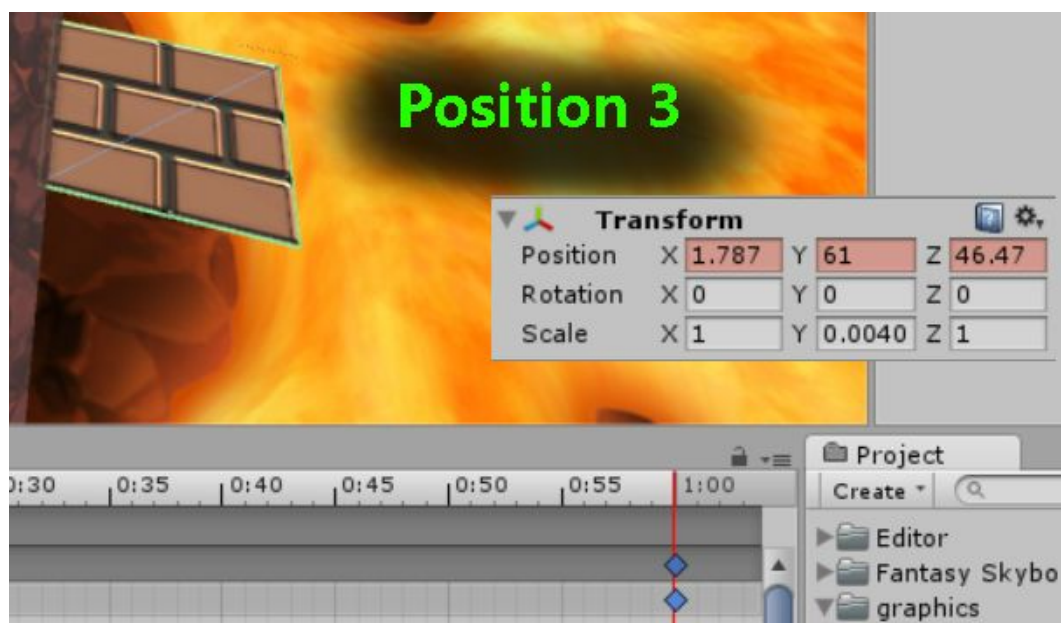 Position 3
Transform
Position X 1.787 Y 61 Z 46.47
Rotation X 0 Y 0 Z 0
Scale X 1 Y 0.0040 Z 1
Project
0:30 0:35 0:40 0:45 0:50 0:55 1:00
Create
Editor
Fantasy Skybo
graphics